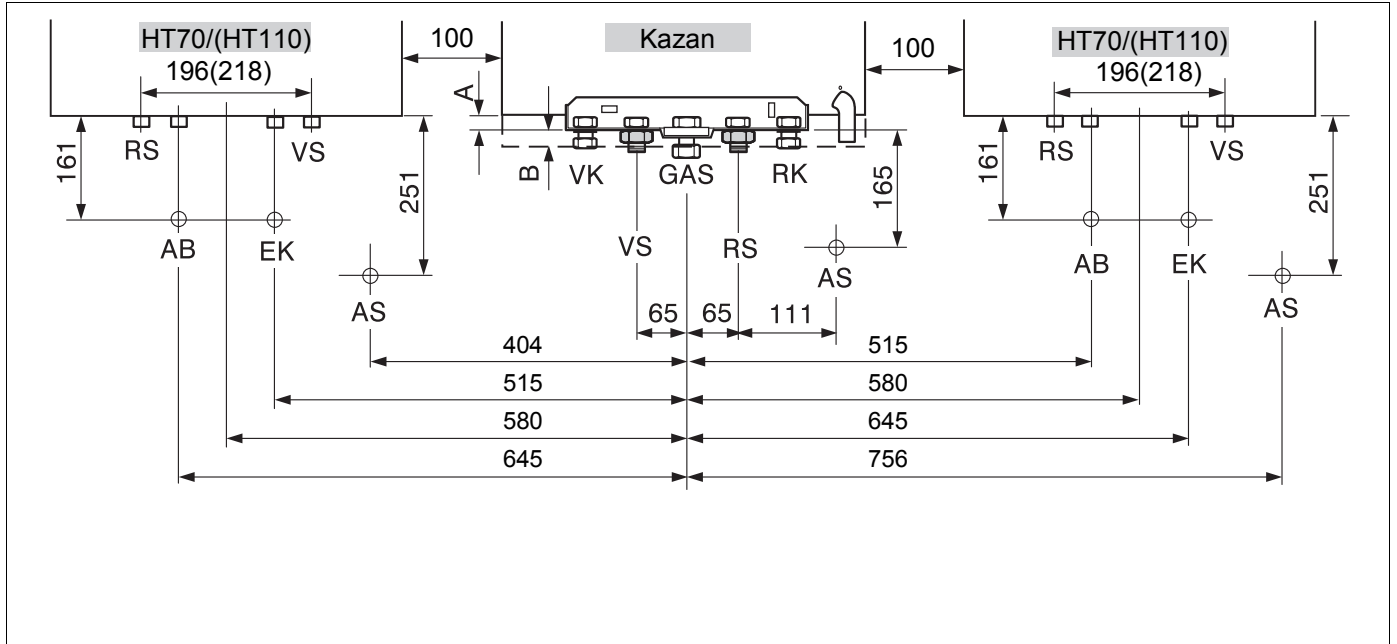 HT70/(HT110)
196(218)
100
Kazan
100
HT70/(HT110)
196(218)
A
B
RS
VS
161
251
AB
EK
AS
VK
GAS
RK
165
VS
RS
AS
65
65
111
RS
VS
161
251
AB
EK
AS
404
515
515
580
580
645
645
756